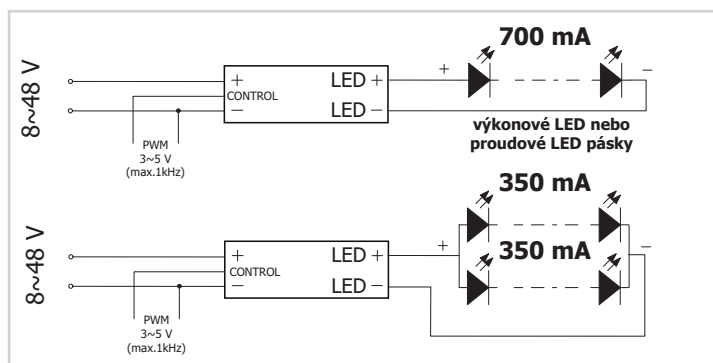 700 mA
8~48 V
+
CONTROL
−
LED +
LED −
+
−
PWM
3~5 V
(max.1kHz)
výkonové LED nebo
proudové LED pásky
350 mA
8~48 V
+
CONTROL
−
LED +
LED −
+
350 mA
−
PWM
3~5 V
(max.1kHz)